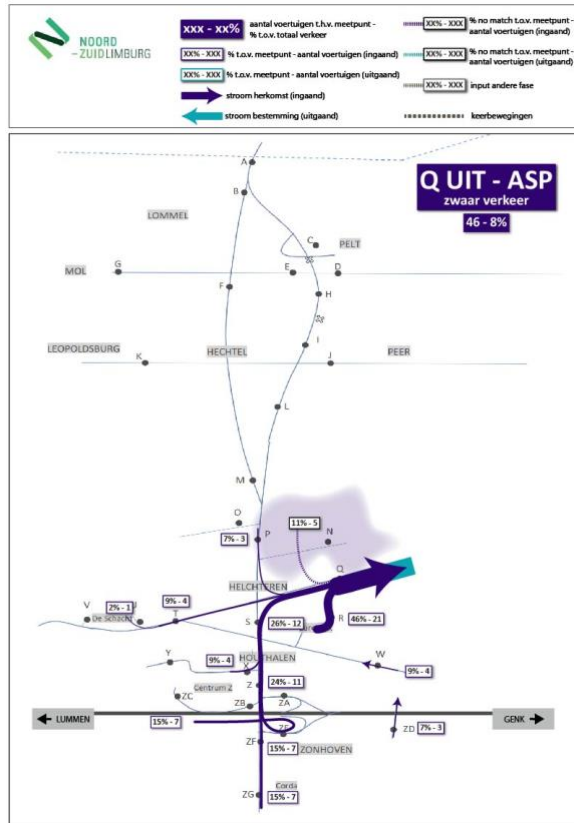 NOORD
-ZUIDLIMBURG
xxx - xx%
aantal voertuigen t.h.v. meetpunt -
% t.o.v. totaal verkeer
XX% - XXX
% t.o.v. meetpunt - aantal voertuigen (ingaand)
XX% - XXX
% t.o.v. meetpunt - aantal voertuigen (uitgaand)
stroom herkomst (ingaand)
stroom bestemming (uitgaand)
XX% - XXX
% no match t.o.v. meetpunt -
aantal voertuigen (ingaand)
XX% - XXX
% no match t.o.v. meetpunt -
aantal voertuigen (uitgaand)
XX% - XXX
input andere fase
keerbewegingen
Q UIT - ASP
zwaar verkeer
46 - 8%
A
B
LOMMEL
C
PELT
MOL
G
E
D
F
H
LEOPOLDSBURG
HECHTEL
I
PEER
K
J
L
M
O
11% - 5
P
N
7% - 3
Q
HELCHTEREN
9% - 4
V
2% - 1
De Schacht
T
S
26% - 12
R
46% - 21
HOUTHALEN
Y
9% - 4
X
W
9% - 4
Centrum Z
Z
24% - 11
ZC
ZB
ZA
LUMMEN
15% - 7
GENK
ZE
ZD
7% - 3
ZF
15% - 7
ZONHOVEN
Corda
ZG
15% - 7